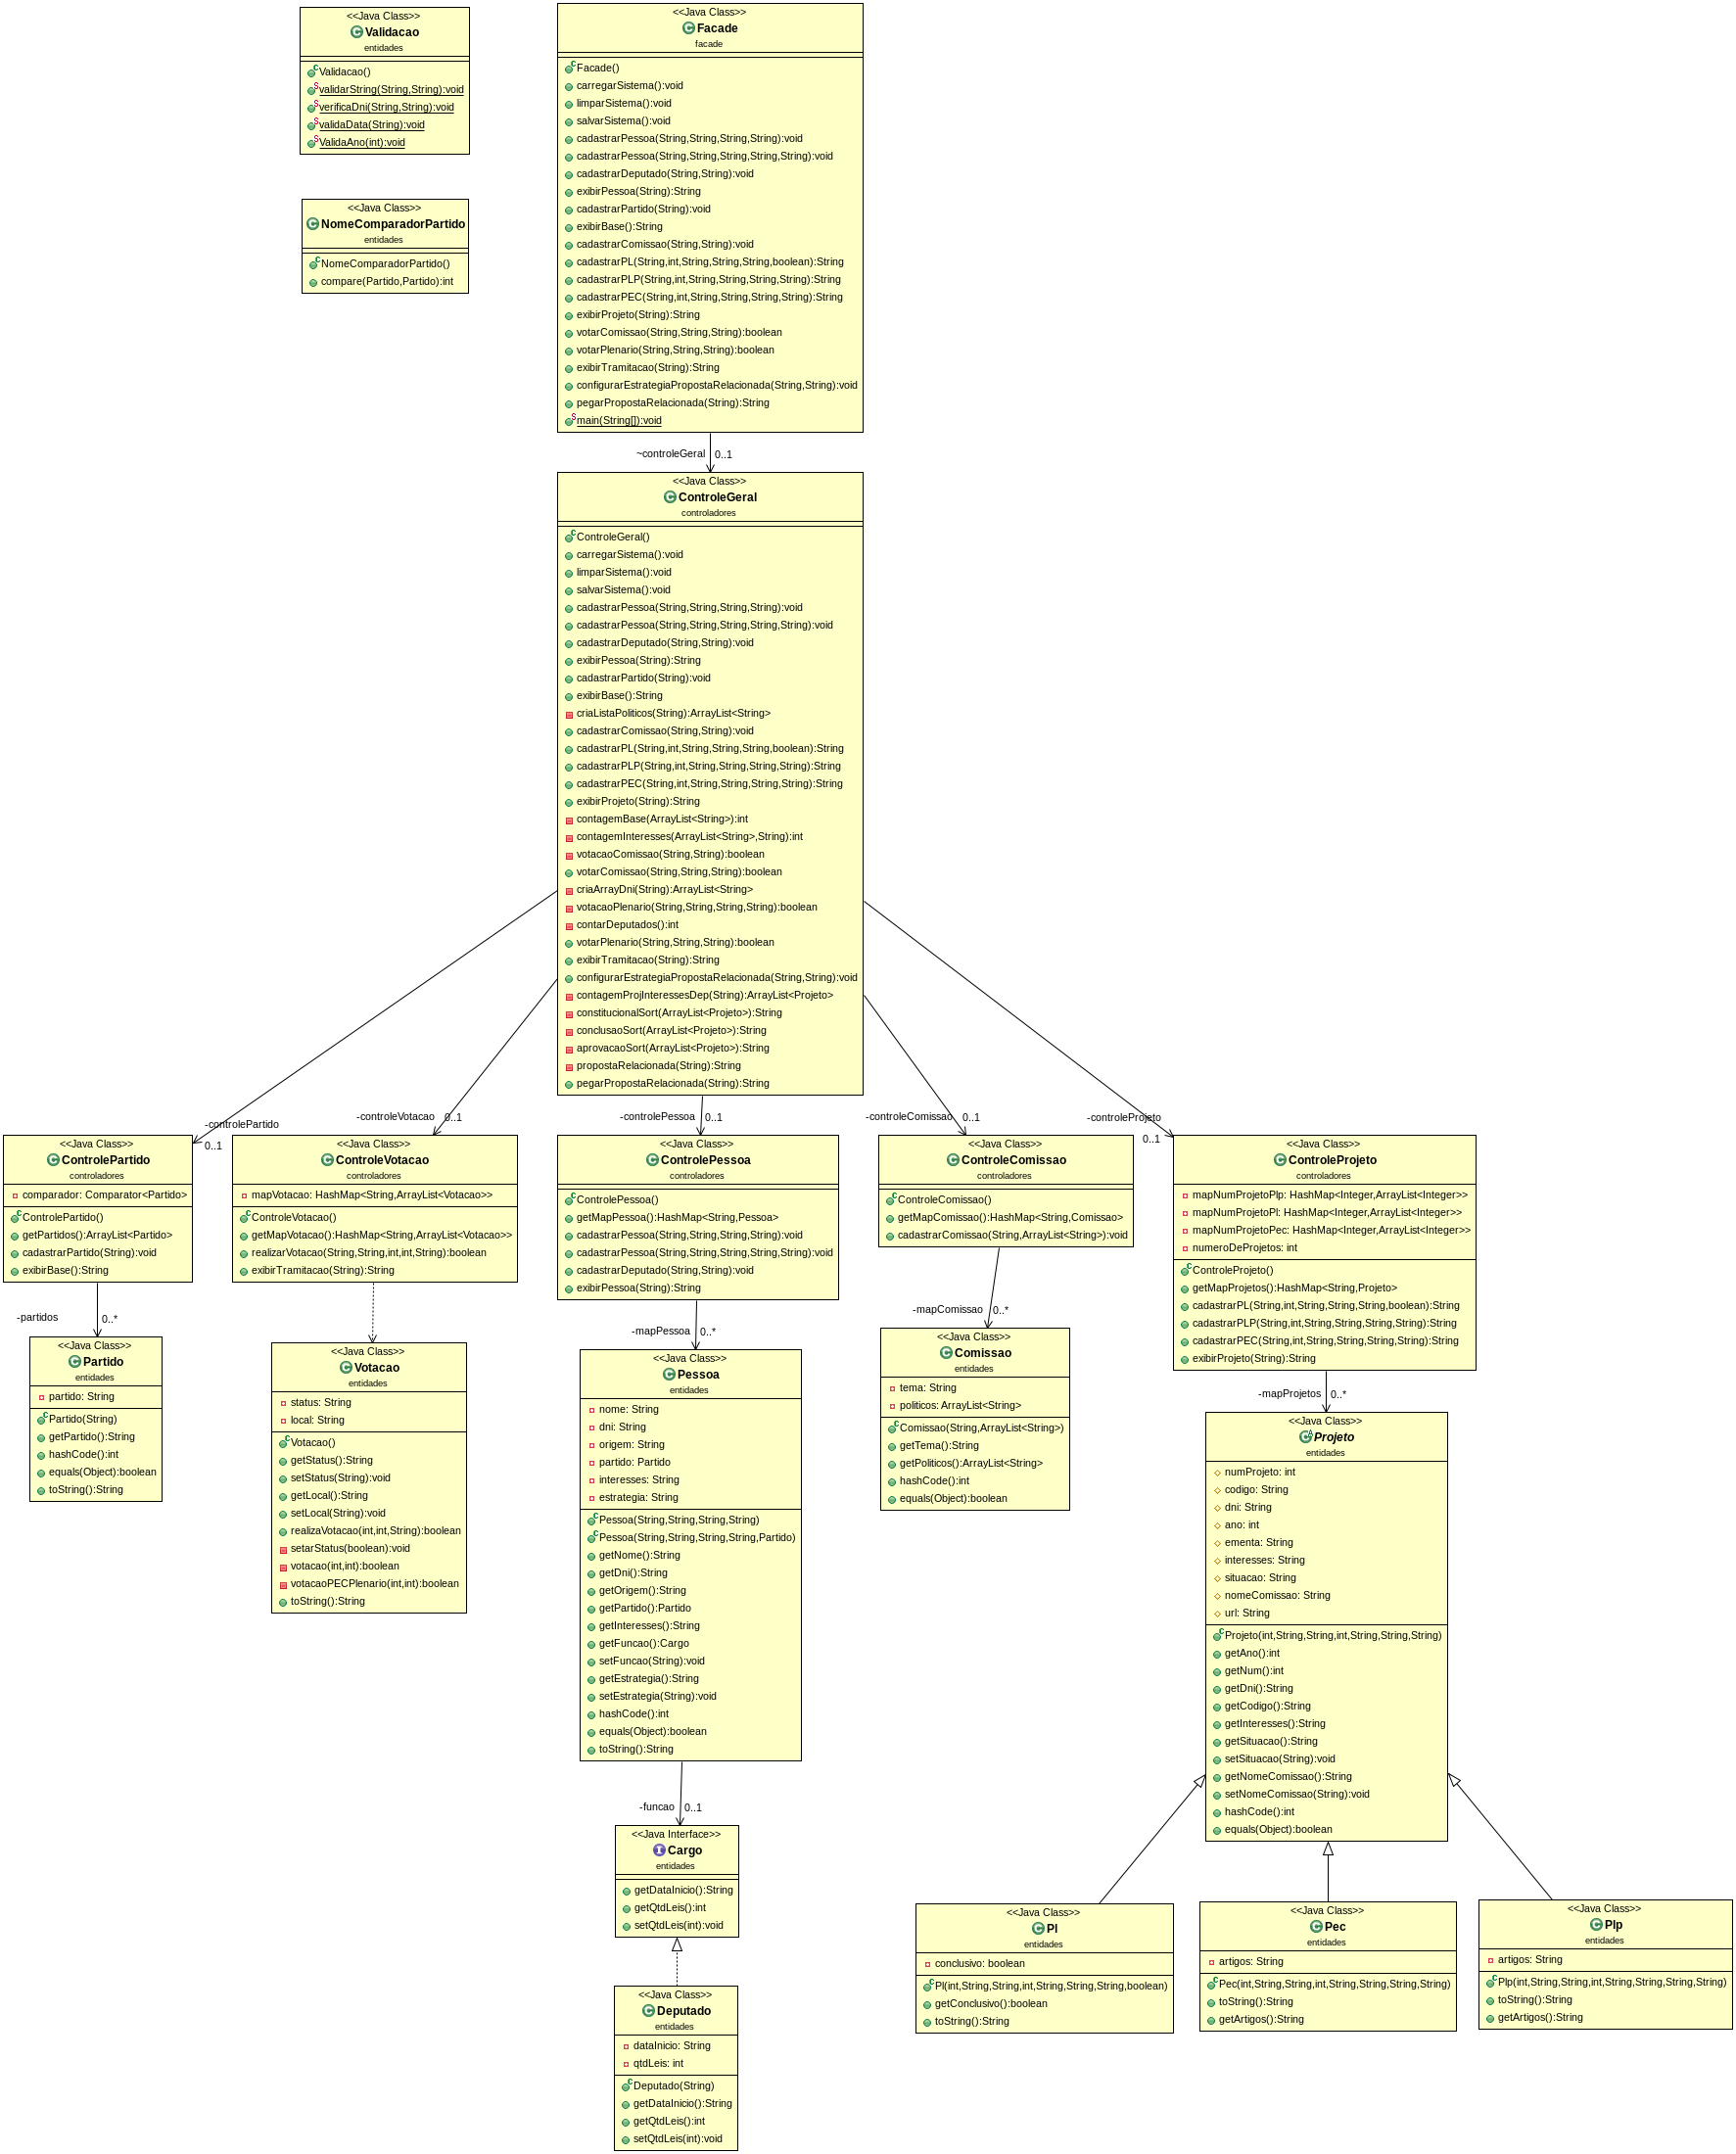 <<Java Class>>
Validacao
entidades
Validacao()
validarString(String,String):void
verificaDni(String,String):void
validaData(String):void
ValidaAno(int):void
<<Java Class>>
NomeComparadorPartido
entidades
NomeComparadorPartido()
compare(Partido,Partido):int
<<Java Class>>
Facade
facade
Facade()
carregarSistema():void
limparSistema():void
salvarSistema():void
cadastrarPessoa(String,String,String,String):void
cadastrarPessoa(String,String,String,String,String):void
cadastrarDeputado(String,String):void
exibirPessoa(String):String
cadastrarPartido(String):void
exibirBase():String
cadastrarComissao(String,String):void
cadastrarPL(String,int,String,String,String,boolean):String
cadastrarPLP(String,int,String,String,String,String):String
cadastrarPEC(String,int,String,String,String,String):String
exibirProjeto(String):String
votarComissao(String,String,String):boolean
votarPlenario(String,String,String):boolean
exibirTramitacao(String):String
configurarEstrategiaPropostaRelacionada(String,String):void
pegarPropostaRelacionada(String):String
main(String[]):void
~controleGeral 0..1
<<Java Class>>
ControleGeral
controladores
ControleGeral()
carregarSistema():void
limparSistema():void
salvarSistema():void
cadastrarPessoa(String,String,String,String):void
cadastrarPessoa(String,String,String,String,String):void
cadastrarDeputado(String,String):void
exibirPessoa(String):String
cadastrarPartido(String):void
exibirBase():String
criaListaPoliticos(String):ArrayList<String>
cadastrarComissao(String,String):void
cadastrarPL(String,int,String,String,String,boolean):String
cadastrarPLP(String,int,String,String,String,String):String
cadastrarPEC(String,int,String,String,String,String):String
exibirProjeto(String):String
contagemBase(ArrayList<String>):int
contagemInteresses(ArrayList<String>,String):int
votacaoComissao(String,String):boolean
votarComissao(String,String,String):boolean
criaArrayDni(String):ArrayList<String>
votacaoPlenario(String,String,String,String):boolean
contarDeputados():int
votarPlenario(String,String,String):boolean
exibirTramitacao(String):String
configurarEstrategiaPropostaRelacionada(String,String):void
contagemProjInteressesDep(String):ArrayList<Projeto>
constitucionalSort(ArrayList<Projeto>):String
conclusaoSort(ArrayList<Projeto>):String
aprovacaoSort(ArrayList<Projeto>):String
propostaRelacionada(String):String
pegarPropostaRelacionada(String):String
-controlePartido
0..1
-controleVotacao 0..1
-controlePessoa 0..1
-controleComissao 0..1
-controleProjeto
0..1
<<Java Class>>
ControlePartido
controladores
comparador: Comparator<Partido>
ControlePartido()
getPartidos():ArrayList<Partido>
cadastrarPartido(String):void
exibirBase():String
-partidos 0..*
<<Java Class>>
Partido
entidades
partido: String
Partido(String)
getPartido():String
hashCode():int
equals(Object):boolean
toString():String
<<Java Class>>
ControleVotacao
controladores
mapVotacao: HashMap<String,ArrayList<Votacao>>
ControleVotacao()
getMapVotacao():HashMap<String,ArrayList<Votacao>>
realizarVotacao(String,String,int,int,String):boolean
exibirTramitacao(String):String
<<Java Class>>
Votacao
entidades
status: String
local: String
Votacao()
getStatus():String
setStatus(String):void
getLocal():String
setLocal(String):void
realizaVotacao(int,int,String):boolean
setarStatus(boolean):void
votacao(int,int):boolean
votacaoPECPlenario(int,int):boolean
toString():String
<<Java Class>>
ControlePessoa
controladores
ControlePessoa()
getMapPessoa():HashMap<String,Pessoa>
cadastrarPessoa(String,String,String,String):void
cadastrarPessoa(String,String,String,String,String):void
cadastrarDeputado(String,String):void
exibirPessoa(String):String
-mapPessoa 0..*
<<Java Class>>
Pessoa
entidades
nome: String
dni: String
origem: String
partido: Partido
interesses: String
estrategia: String
Pessoa(String,String,String,String)
Pessoa(String,String,String,String,Partido)
getNome():String
getDni():String
getOrigem():String
getPartido():Partido
getInteresses():String
getFuncao():Cargo
setFuncao(String):void
getEstrategia():String
setEstrategia(String):void
hashCode():int
equals(Object):boolean
toString():String
-funcao 0..1
<<Java Interface>>
Cargo
entidades
getDataInicio():String
getQtdLeis():int
setQtdLeis(int):void
<<Java Class>>
Deputado
entidades
dataInicio: String
qtdLeis: int
Deputado(String)
getDataInicio():String
getQtdLeis():int
setQtdLeis(int):void
<<Java Class>>
ControleComissao
controladores
ControleComissao()
getMapComissao():HashMap<String,Comissao>
cadastrarComissao(String,ArrayList<String>):void
-mapComissao 0..*
<<Java Class>>
Comissao
entidades
tema: String
politicos: ArrayList<String>
Comissao(String,ArrayList<String>)
getTema():String
getPoliticos():ArrayList<String>
hashCode():int
equals(Object):boolean
<<Java Class>>
ControleProjeto
controladores
mapNumProjetoPlp: HashMap<Integer,ArrayList<Integer>>
mapNumProjetoPl: HashMap<Integer,ArrayList<Integer>>
mapNumProjetoPec: HashMap<Integer,ArrayList<Integer>>
numeroDeProjetos: int
ControleProjeto()
getMapProjetos():HashMap<String,Projeto>
cadastrarPL(String,int,String,String,String,boolean):String
cadastrarPLP(String,int,String,String,String,String):String
cadastrarPEC(String,int,String,String,String,String):String
exibirProjeto(String):String
-mapProjetos 0..*
<<Java Class>>
Projeto
entidades
numProjeto: int
codigo: String
dni: String
ano: int
ementa: String
interesses: String
situacao: String
nomeComissao: String
url: String
Projeto(int,String,String,int,String,String,String)
getAno():int
getNum():int
getDni():String
getCodigo():String
getInteresses():String
getSituacao():String
setSituacao(String):void
getNomeComissao():String
setNomeComissao(String):void
hashCode():int
equals(Object):boolean
<<Java Class>>
Pl
entidades
conclusivo: boolean
Pl(int,String,String,int,String,String,String,boolean)
getConclusivo():boolean
toString():String
<<Java Class>>
Pec
entidades
artigos: String
Pec(int,String,String,int,String,String,String,String)
toString():String
getArtigos():String
<<Java Class>>
Plp
entidades
artigos: String
Plp(int,String,String,int,String,String,String,String)
toString():String
getArtigos():String